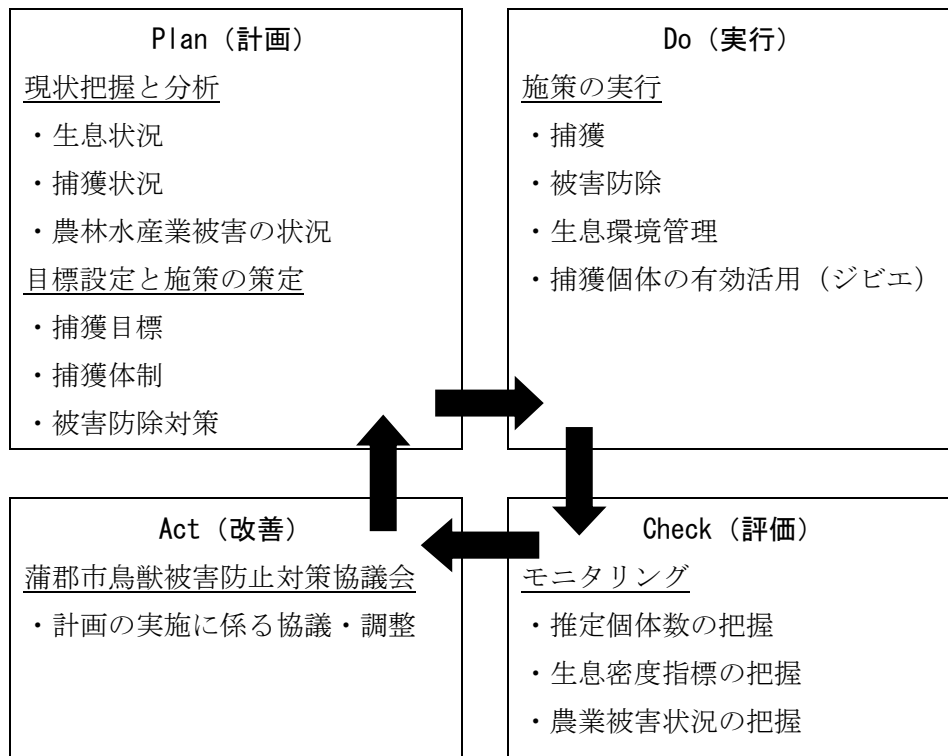 Plan（計画）
現状把握と分析
・生息状況
・捕獲状況
・農林水産業被害の状況
目標設定と施策の策定
・捕獲目標
・捕獲体制
・被害防除対策
Do（実行）
施策の実行
・捕獲
・被害防除
・生息環境管理
・捕獲個体の有効活用（ジビエ）
Act（改善）
蒲郡市鳥獣被害防止対策協議会
・計画の実施に係る協議・調整
Check（評価）
モニタリング
・推定個体数の把握
・生息密度指標の把握
・農業被害状況の把握